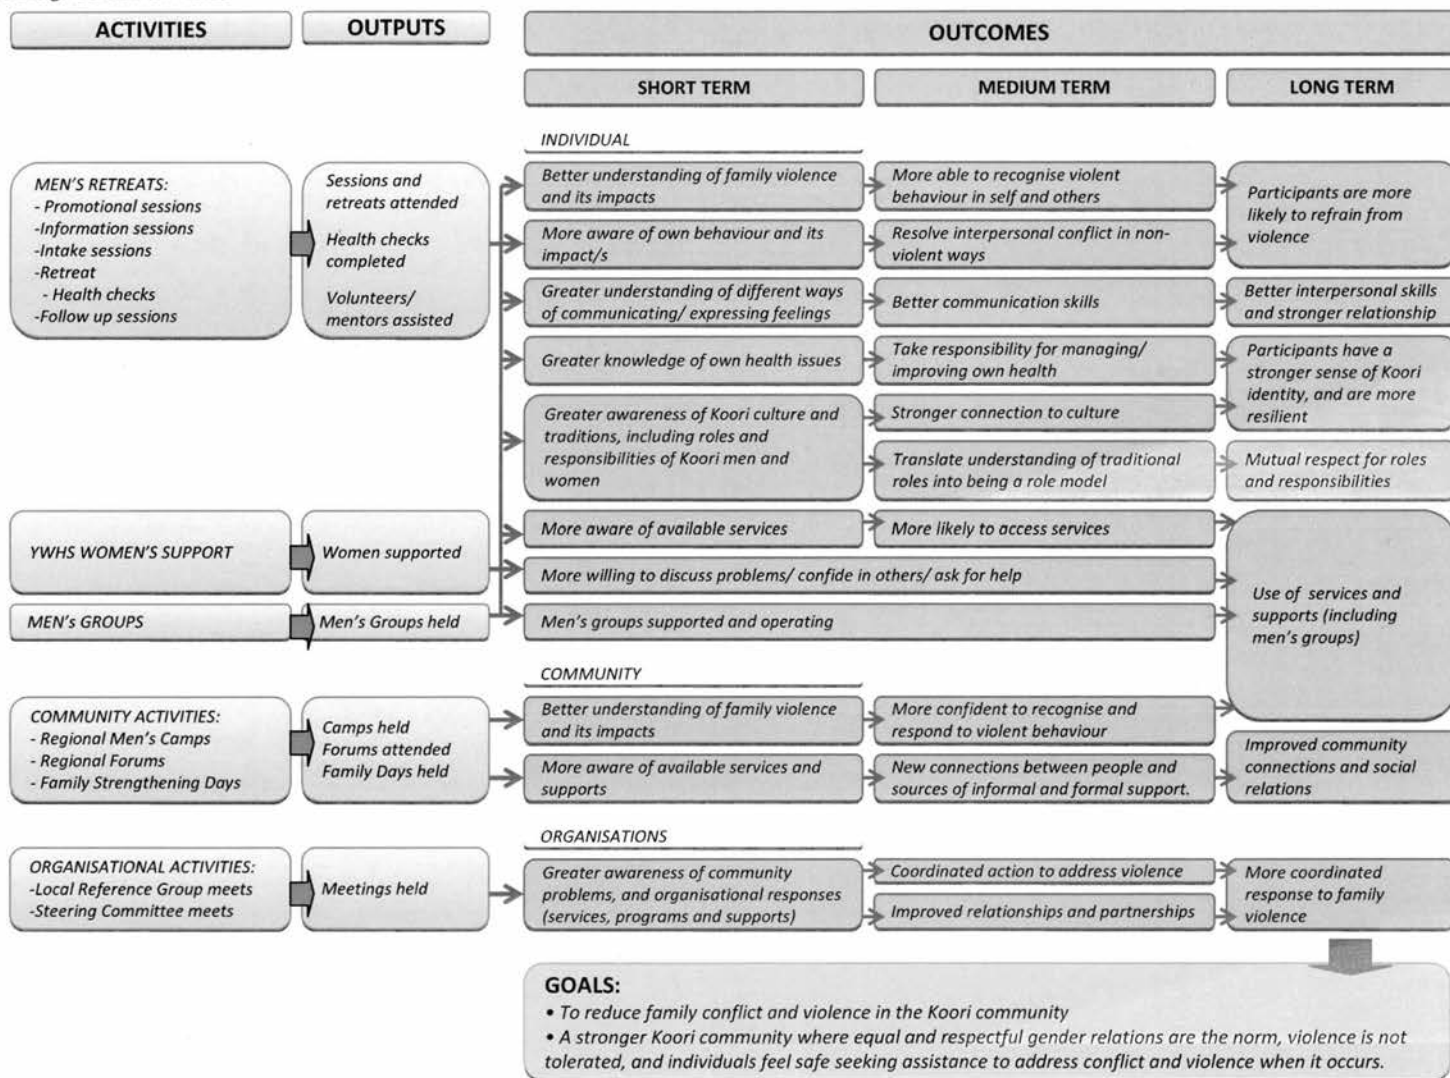 ACTIVITIES
OUTPUTS
OUTCOMES
SHORT TERM
MEDIUM TERM
LONG TERM
INDIVIDUAL
MEN'S RETREATS:
- Promotional sessions
-Information sessions
-Intake sessions
-Retreat
- Health checks
-Follow up sessions
Sessions and
retreats attended
Health checks
completed
Volunteers/
mentors assisted
Better understanding of family violence
and its impacts
More able to recognise violent
behaviour in self and others
Participants are more
likely to refrain from
violence
More aware of own behaviour and its
impact/s
Resolve interpersonal conflict in non-
violent ways
Greater understanding of different ways
of communicating/ expressing feelings
Better communication skills
Better interpersonal skills
and stronger relationship
Greater knowledge of own health issues
Take responsibility for managing/
improving own health
Participants have a
stronger sense of Koori
identity, and are more
resilient
Greater awareness of Koori culture and
traditions, including roles and
responsibilities of Koori men and
women
Stronger connection to culture
Translate understanding of traditional
roles into being a role model
Mutual respect for roles
and responsibilities
YWHS WOMEN'S SUPPORT
Women supported
More aware of available services
More likely to access services
More willing to discuss problems/ confide in others/ ask for help
Use of services and
supports (including
men's groups)
MEN's GROUPS
Men's Groups held
Men's groups supported and operating
COMMUNITY
COMMUNITY ACTIVITIES:
- Regional Men's Camps
- Regional Forums
- Family Strengthening Days
Camps held
Forums attended
Family Days held
Better understanding of family violence
and its impacts
More confident to recognise and
respond to violent behaviour
More aware of available services and
supports
New connections between people and
sources of informal and formal support.
Improved community
connections and social
relations
ORGANISATIONS
ORGANISATIONAL ACTIVITIES:
-Local Reference Group meets
-Steering Committee meets
Meetings held
Greater awareness of community
problems, and organisational responses
(services, programs and supports)
Coordinated action to address violence
Improved relationships and partnerships
More coordinated
response to family
violence
GOALS:
• To reduce family conflict and violence in the Koori community
• A stronger Koori community where equal and respectful gender relations are the norm, violence is not
tolerated, and individuals feel safe seeking assistance to address conflict and violence when it occurs.